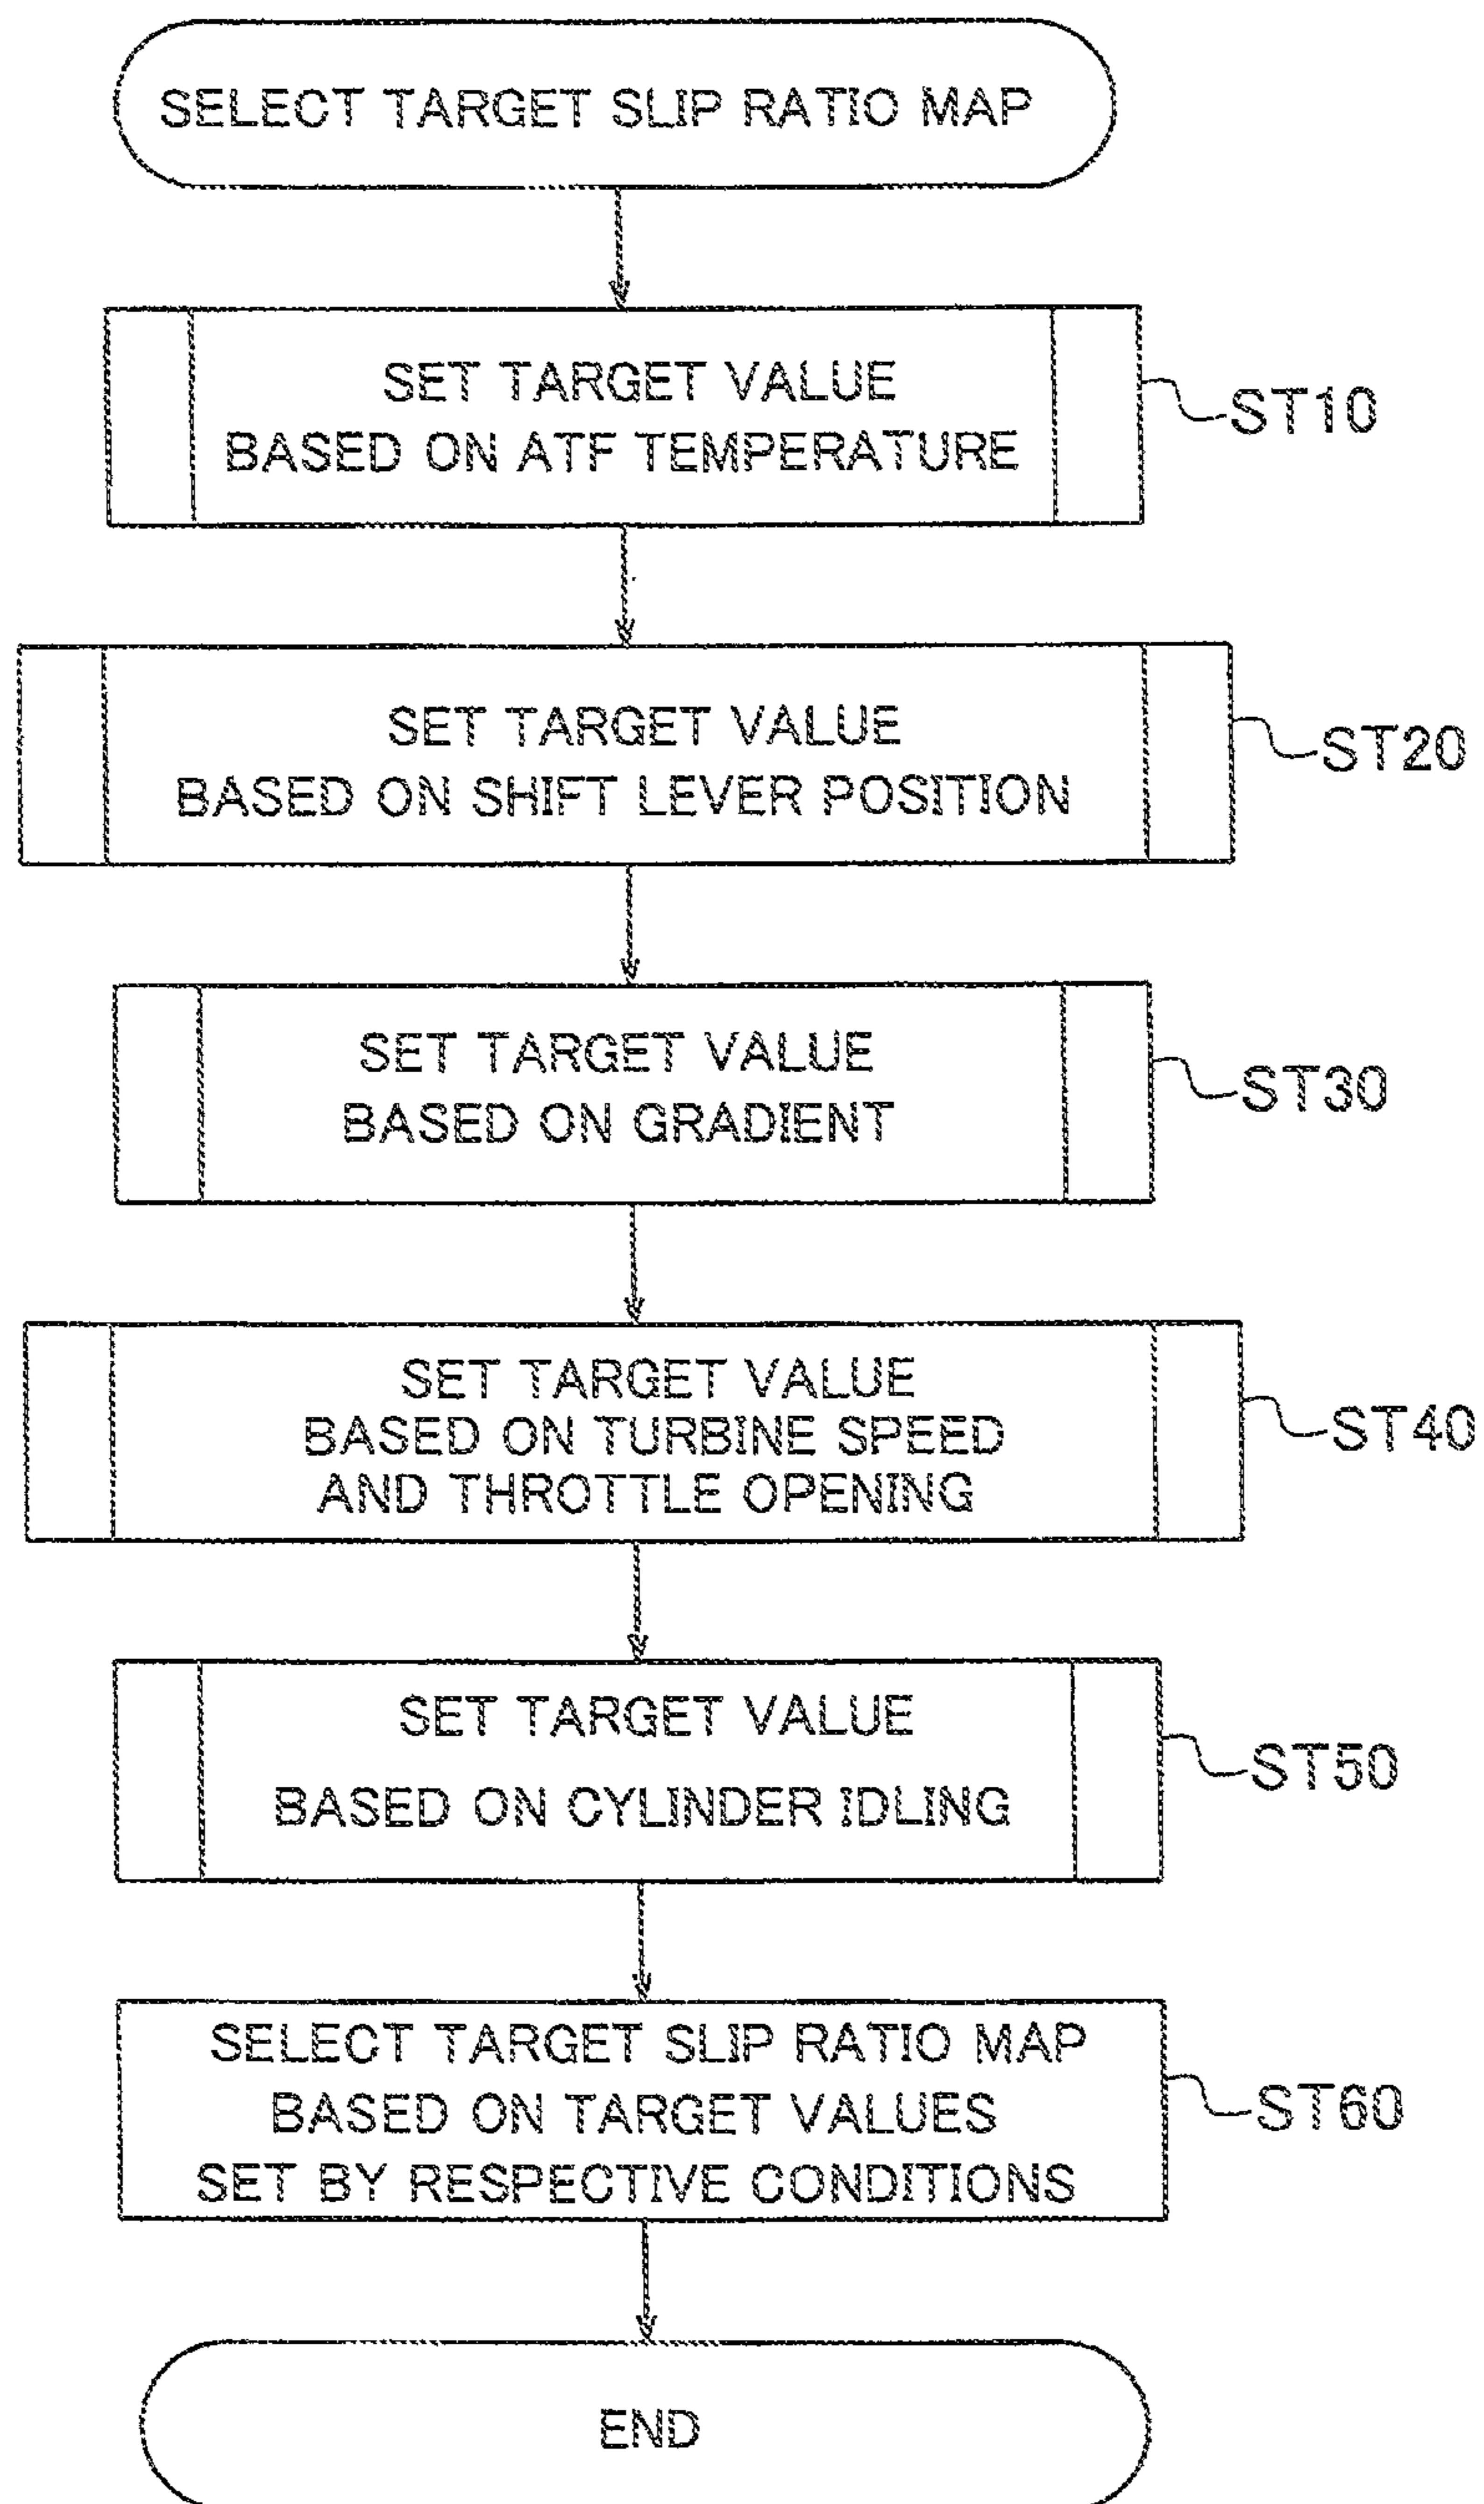 SELECT TARGET SLIP RATIO MAP
SET TARGET VALUE
BASED ON ATF TEMPERATURE
ST10
SET TARGET VALUE
BASED ON SHIFT LEVER POSITION
ST20
SET TARGET VALUE
BASED ON GRADIENT
ST30
SET TARGET VALUE
BASED ON TURBINE SPEED
AND THROTTLE OPENING
ST40
SET TARGET VALUE
BASED ON CYLINDER IDLING
ST50
SELECT TARGET SLIP RATIO MAP
BASED ON TARGET VALUES
SET BY RESPECTIVE CONDITIONS
ST60
END